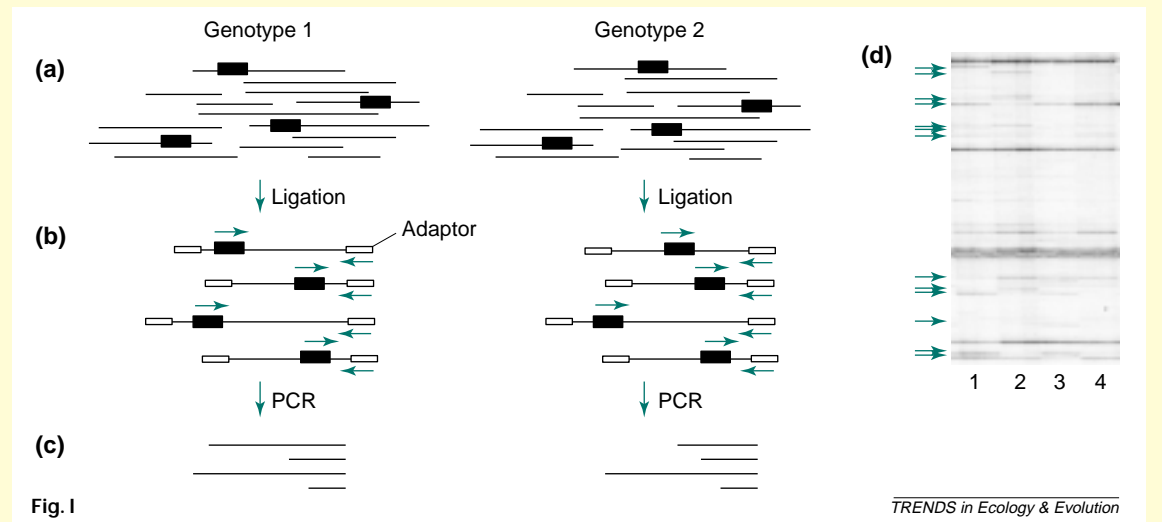 Genotype 1
Genotype 2
(a)
(d)
Ligation
Ligation
(b)
Adaptor
PCR
PCR
1 2 3 4
(c)
Fig. I
TRENDS in Ecology & Evolution